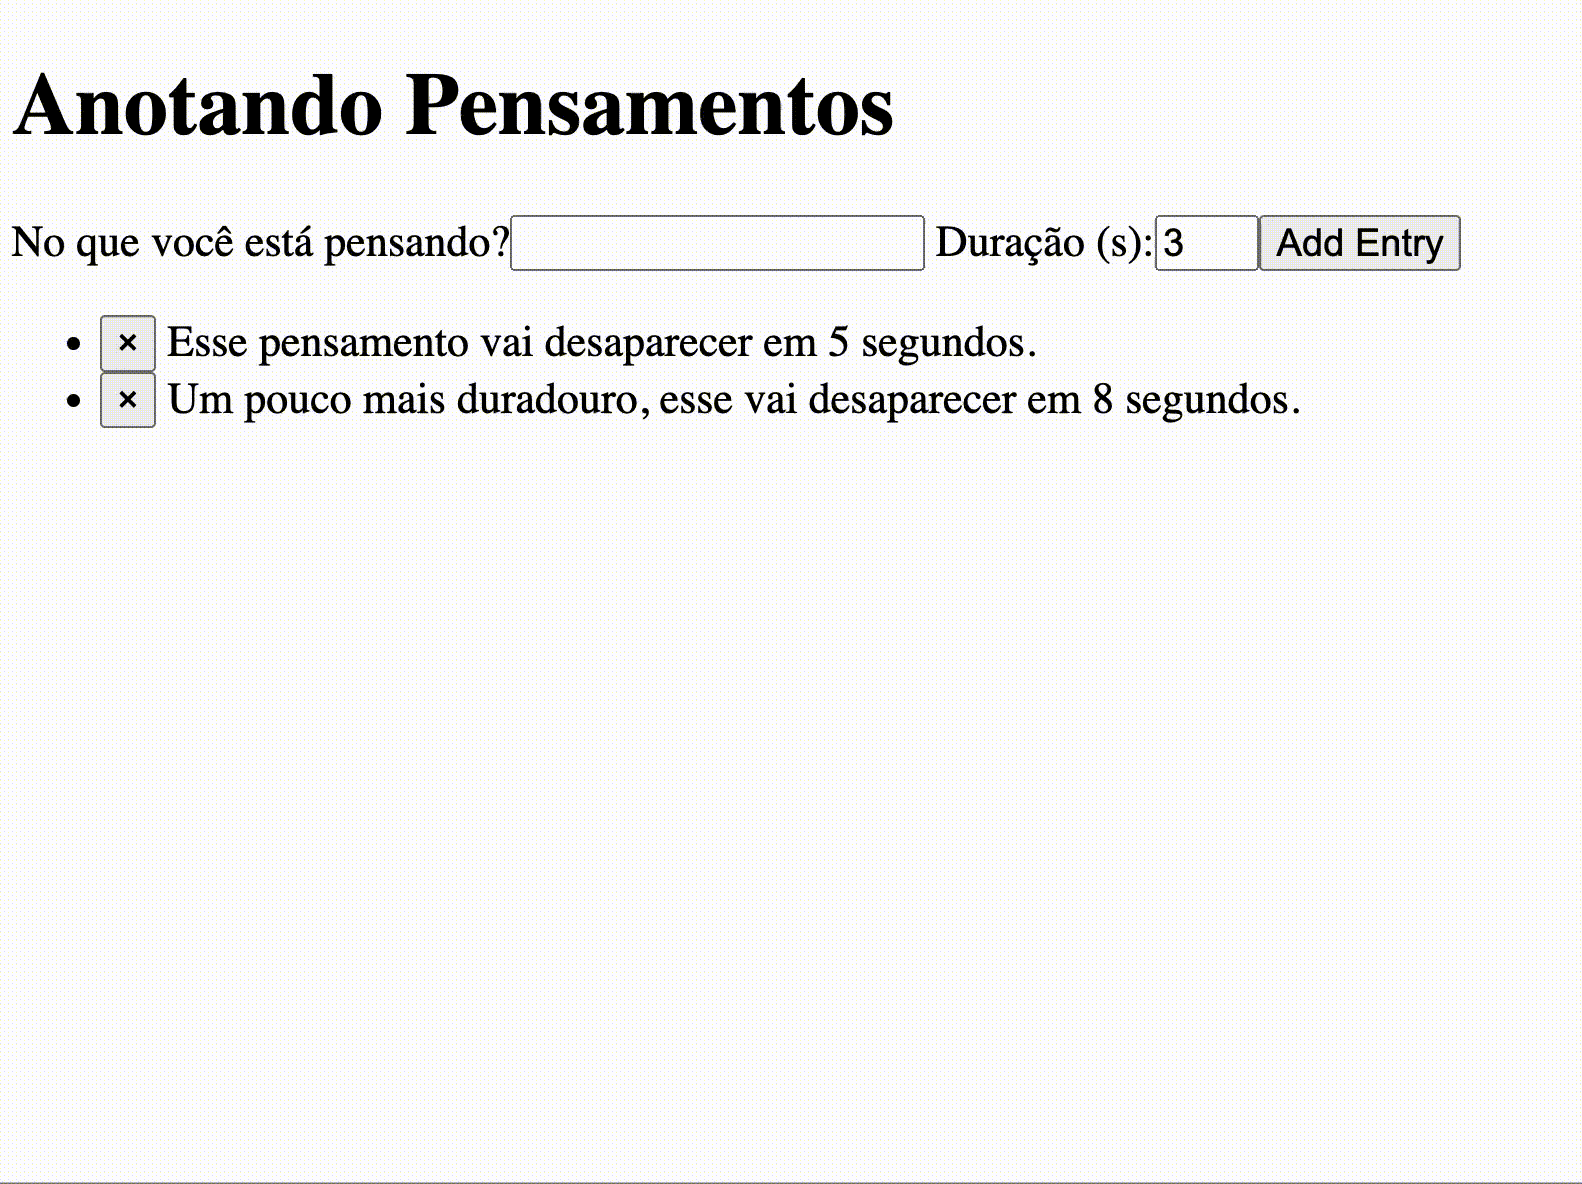 Anotando Pensamentos
No que você está pensando? Duração (s): 3 Add Entry
× Esse pensamento vai desaparecer em 5 segundos.
× Um pouco mais duradouro, esse vai desaparecer em 8 segundos.